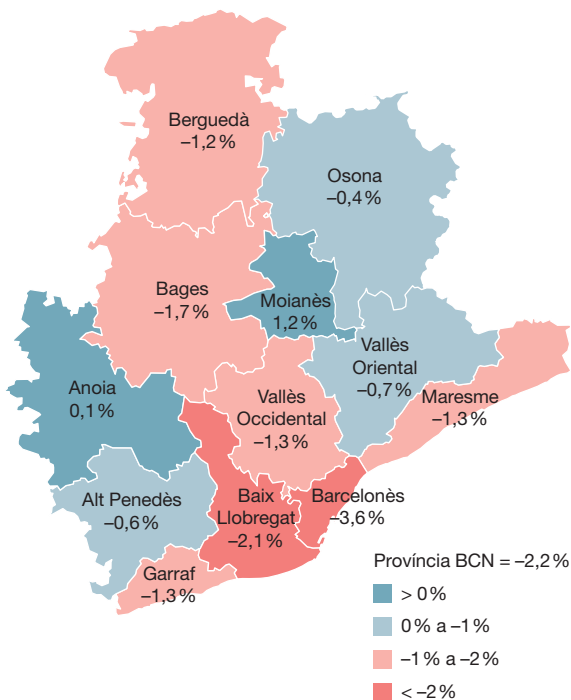 Berguedà
–1,2 %
Osona
–0,4 %
Bages
–1,7 %
Moianès
1,2 %
Vallès
Oriental
–0,7 %
Anoia
0,1 %
Vallès
Occidental
–1,3 %
Maresme
–1,3 %
Alt Penedès
–0,6 %
Baix
Llobregat
–2,1 %
Barcelonès
–3,6 %
Garraf
–1,3 %
Província BCN = –2,2 %
> 0 %
0 % a –1 %
–1 % a –2 %
< –2 %